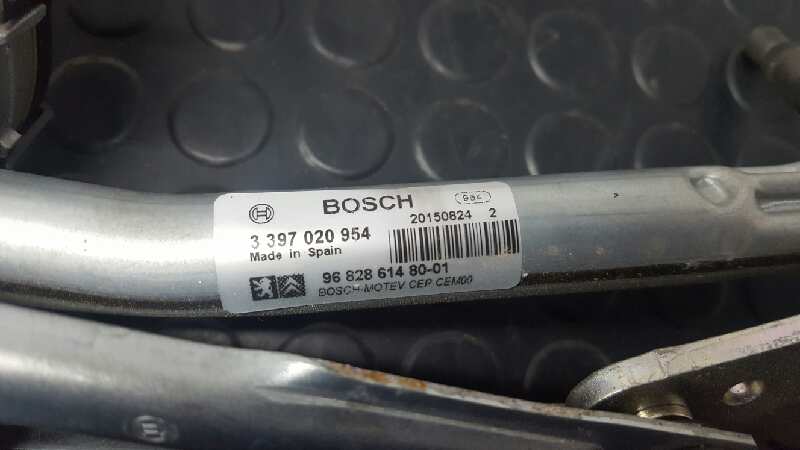 BOSCH
20150824 2
3 397 020 954
Made in Spain
96 828 614 80-01
BOSCH-MOTEV CEP CEM00